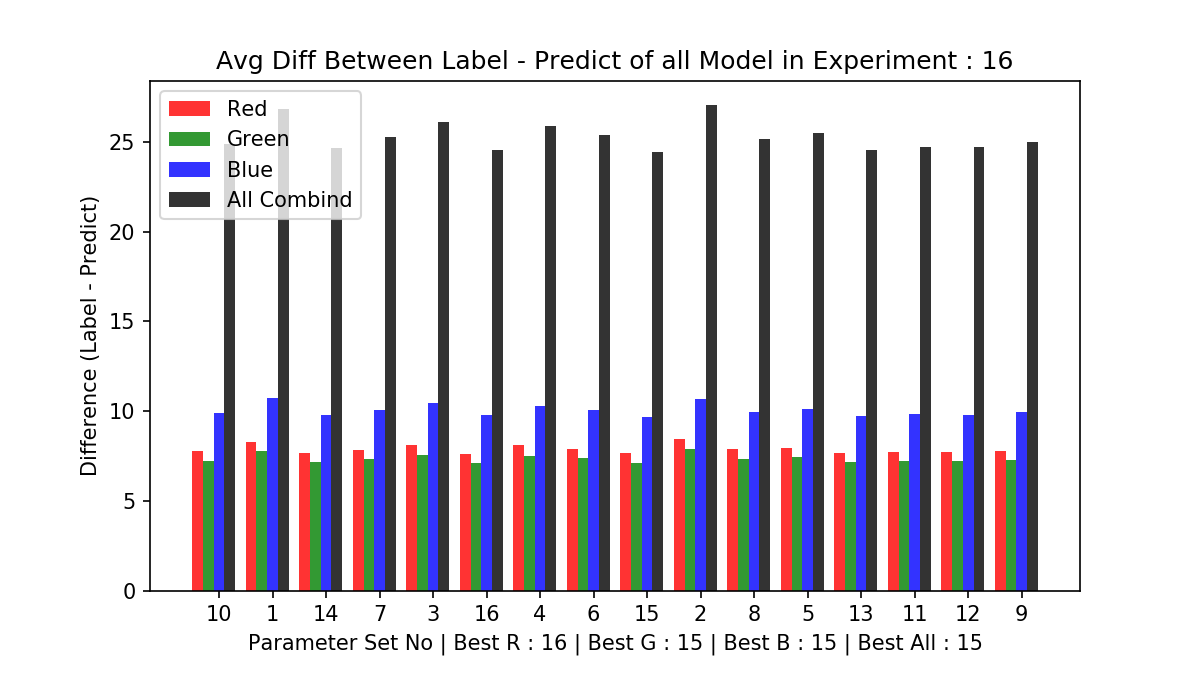 Avg Diff Between Label - Predict of all Model in Experiment : 16
Red
Green
Blue
All Combind
Difference (Label - Predict)
25
20
15
10
5
0
10 1 14 7 3 16 4 6 15 2 8 5 13 11 12 9
Parameter Set No | Best R : 16 | Best G : 15 | Best B : 15 | Best All : 15